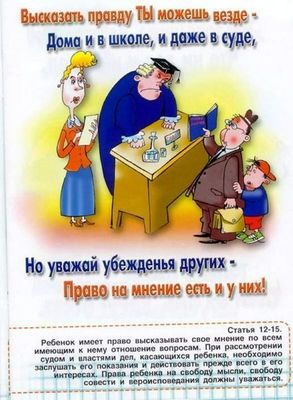 Высказать правду ТЫ можешь везде -
Дома и в школе, и даже в суде,
Но уважай убежденья других -
Право на мнение есть и у них!
Статья 12-15.
Ребенок имеет право высказывать свое мнение по всем
имеющим к нему отношение вопросам. При рассмотрении
судом и властями дел, касающихся ребенка, необходимо
заслушать его показания и действовать прежде всего в его
интересах. Права ребенка на свободу мысли, свободу
совести и вероисповедания должны уважаться.